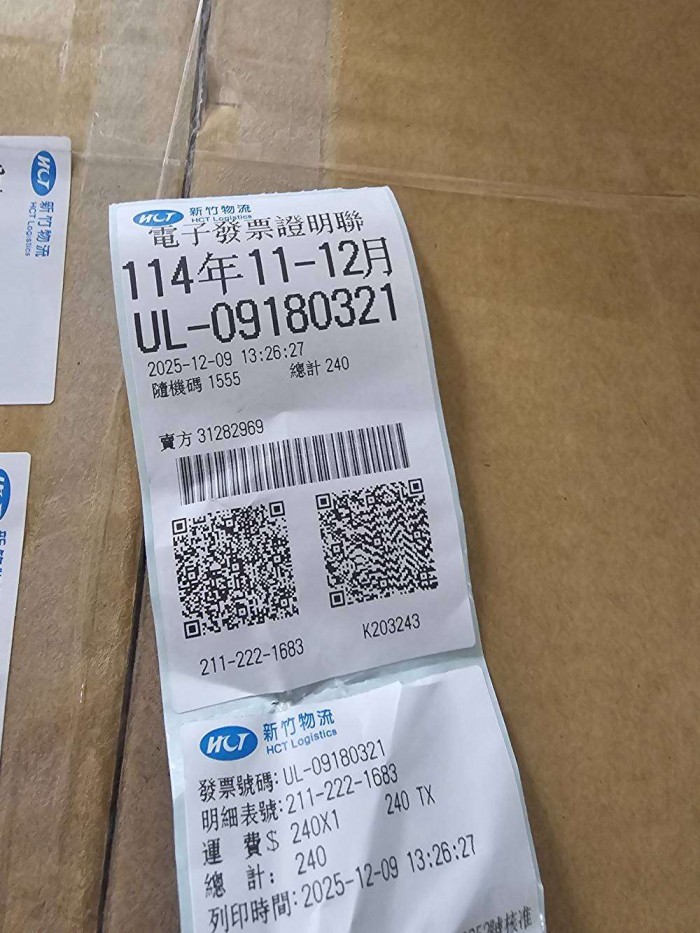 HCT 新竹物流
HCT Logistics
電子發票證明聯
114年11-12月
UL-09180321
2025-12-09 13:26:27
隨機碼 1555 總計 240
賣方 31282969
211-222-1683 K203243
HCT 新竹物流
HCT Logistics
發票號碼: UL-09180321
明細表號: 211-222-1683
運 費$ 240X1 240 TX
總 計: 240
列印時間: 2025-12-09 13:26:27
號核准
HCT 新竹物流
HCT Logistics